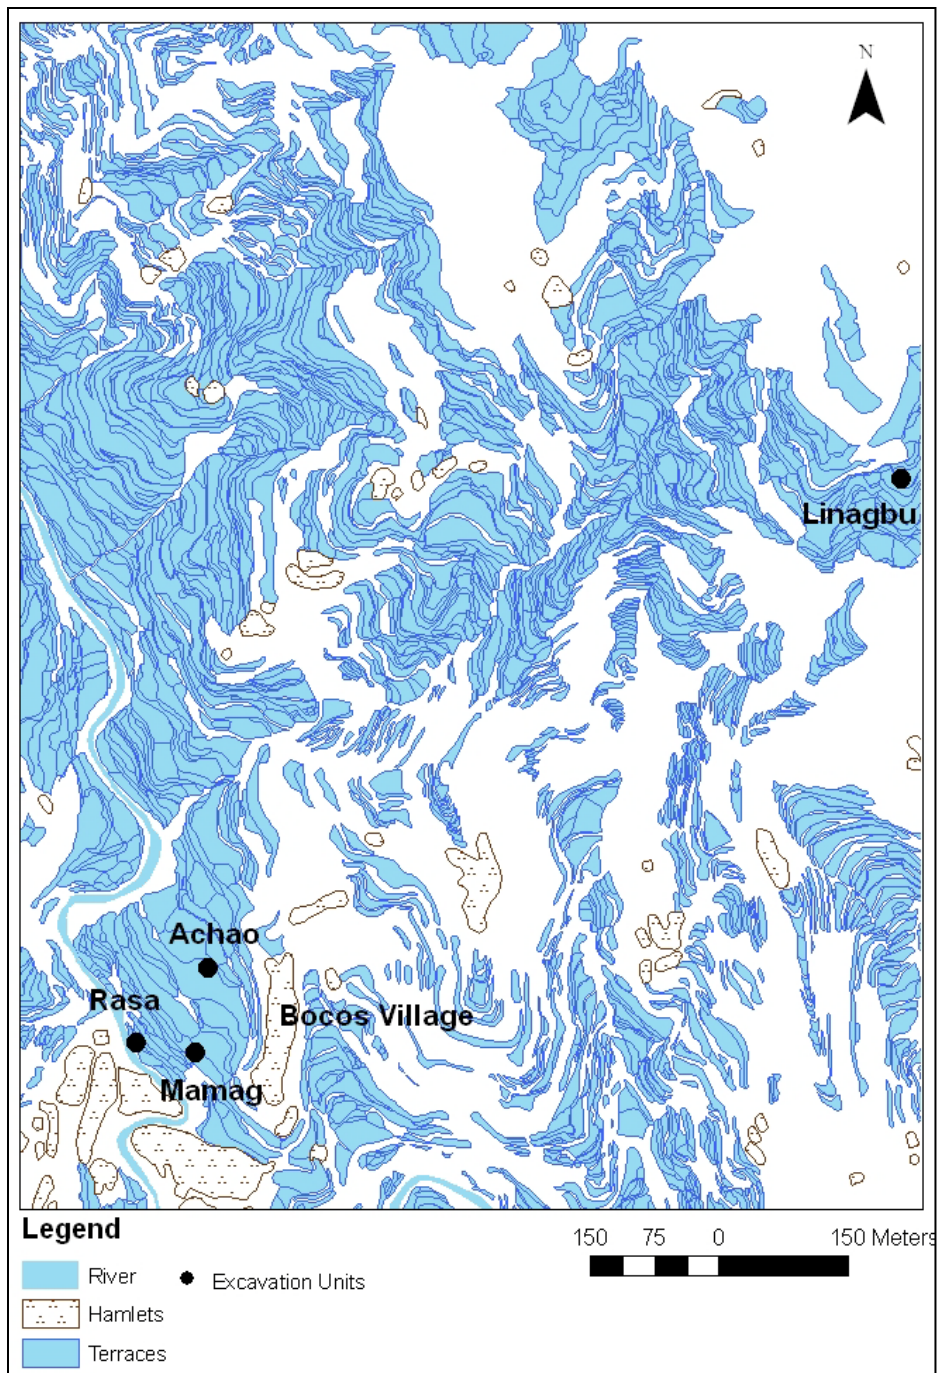 N
Linagbu
Achao
Rasa
Bocos Village
Mamag
Legend
River
Excavation Units
Hamlets
Terraces
150 75 0 150 Meters